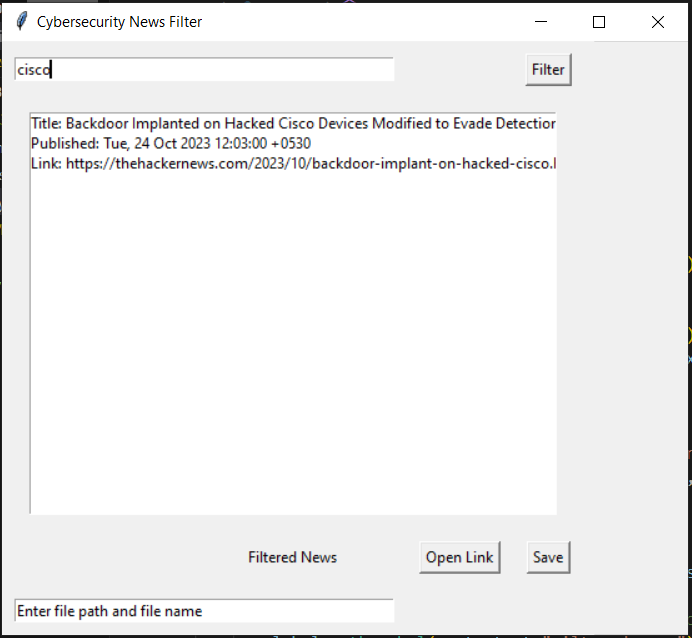 Cybersecurity News Filter
cisco
Filter
Title: Backdoor Implanted on Hacked Cisco Devices Modified to Evade Detection
Published: Tue, 24 Oct 2023 12:03:00 +0530
Link: https://thehackernews.com/2023/10/backdoor-implant-on-hacked-cisco.
Filtered News
Open Link
Save
Enter file path and file name